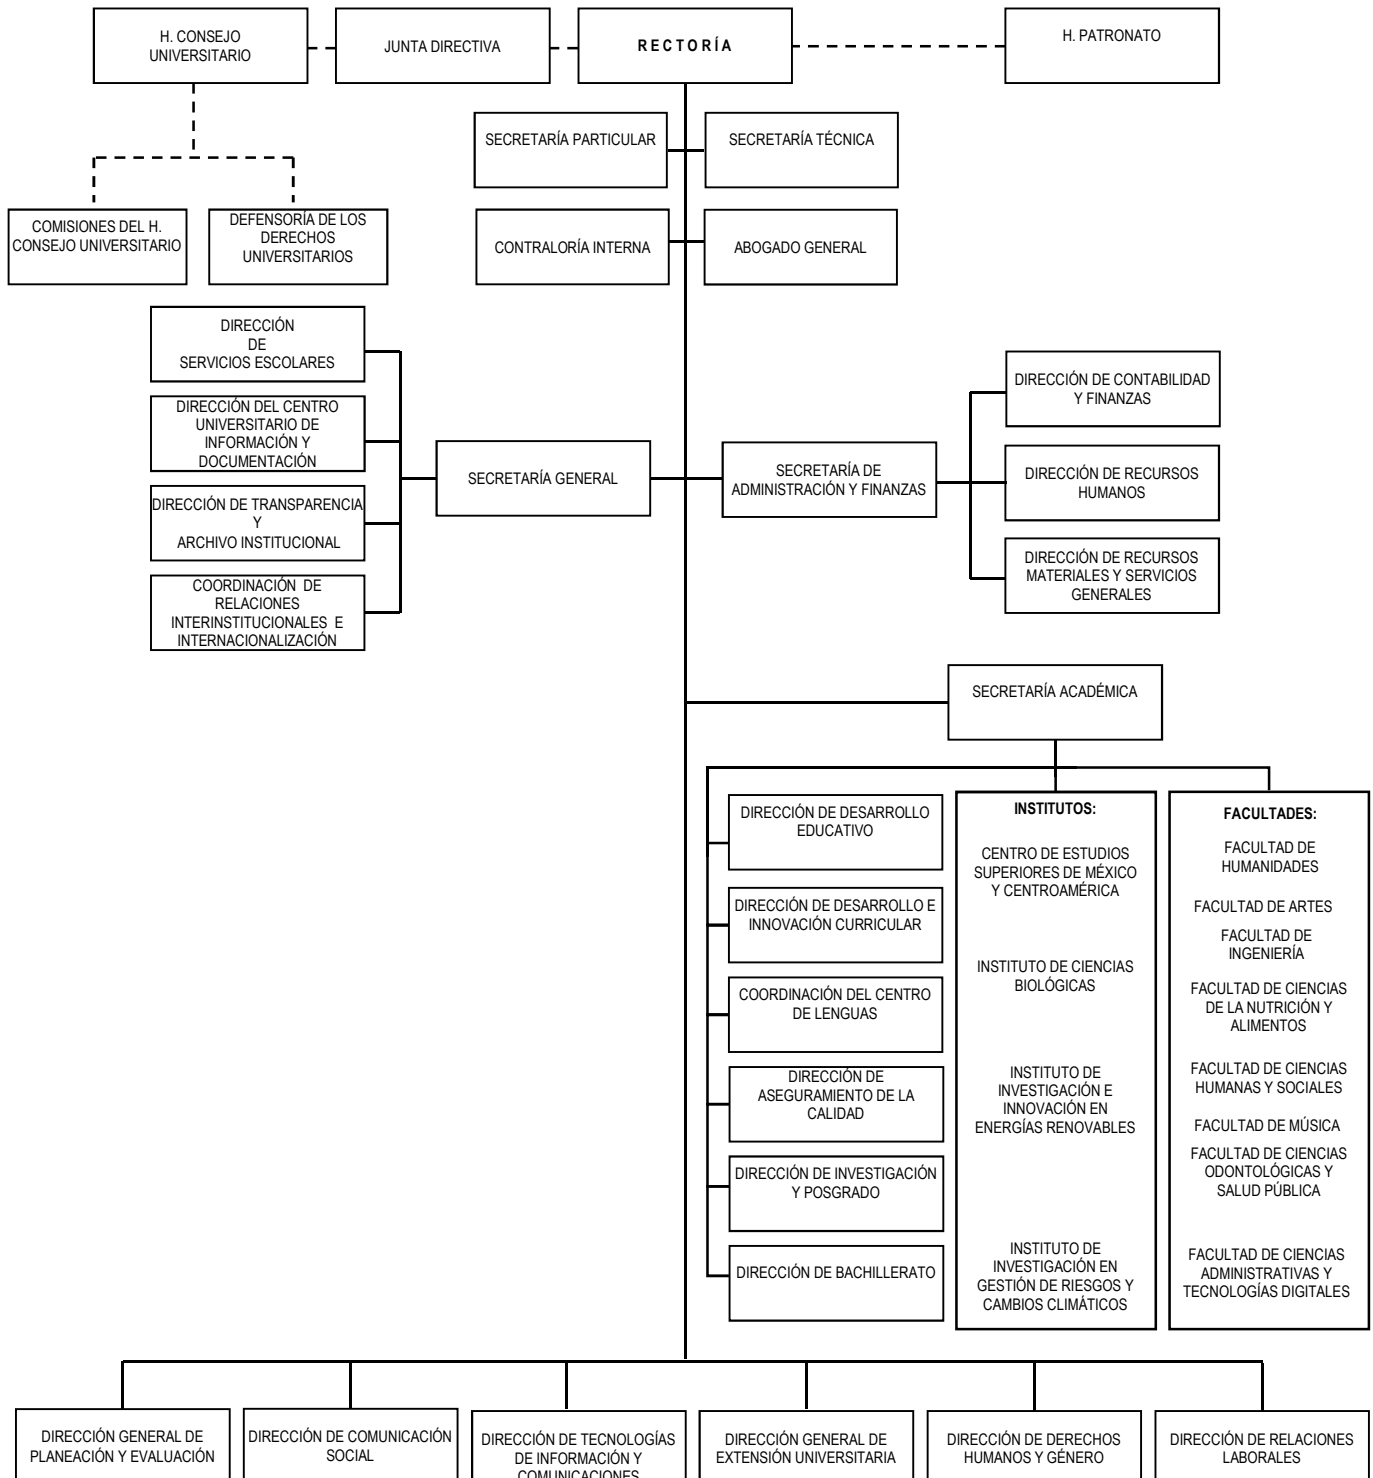 H. CONSEJO
UNIVERSITARIO
JUNTA DIRECTIVA
RECTORÍA
H. PATRONATO
SECRETARÍA PARTICULAR
SECRETARÍA TÉCNICA
COMISIONES DEL H.
CONSEJO UNIVERSITARIO
DEFENSORÍA DE LOS
DERECHOS
UNIVERSITARIOS
CONTRALORÍA INTERNA
ABOGADO GENERAL
DIRECCIÓN
DE
SERVICIOS ESCOLARES
DIRECCIÓN DEL CENTRO
UNIVERSITARIO DE
INFORMACIÓN Y
DOCUMENTACIÓN
DIRECCIÓN DE TRANSPARENCIA
Y
ARCHIVO INSTITUCIONAL
COORDINACIÓN DE
RELACIONES
INTERINSTITUCIONALES E
INTERNACIONALIZACIÓN
SECRETARÍA GENERAL
SECRETARÍA DE
ADMINISTRACIÓN Y FINANZAS
DIRECCIÓN DE CONTABILIDAD
Y FINANZAS
DIRECCIÓN DE RECURSOS
HUMANOS
DIRECCIÓN DE RECURSOS
MATERIALES Y SERVICIOS
GENERALES
SECRETARÍA ACADÉMICA
DIRECCIÓN DE DESARROLLO
EDUCATIVO
DIRECCIÓN DE DESARROLLO E
INNOVACIÓN CURRICULAR
COORDINACIÓN DEL CENTRO
DE LENGUAS
DIRECCIÓN DE
ASEGURAMIENTO DE LA
CALIDAD
DIRECCIÓN DE INVESTIGACIÓN
Y POSGRADO
DIRECCIÓN DE BACHILLERATO
INSTITUTOS:
CENTRO DE ESTUDIOS
SUPERIORES DE MÉXICO
Y CENTROAMÉRICA
INSTITUTO DE CIENCIAS
BIOLÓGICAS
INSTITUTO DE
INVESTIGACIÓN E
INNOVACIÓN EN
ENERGÍAS RENOVABLES
INSTITUTO DE
INVESTIGACIÓN EN
GESTIÓN DE RIESGOS Y
CAMBIOS CLIMÁTICOS
FACULTADES:
FACULTAD DE
HUMANIDADES
FACULTAD DE ARTES
FACULTAD DE
INGENIERÍA
FACULTAD DE CIENCIAS
DE LA NUTRICIÓN Y
ALIMENTOS
FACULTAD DE CIENCIAS
HUMANAS Y SOCIALES
FACULTAD DE MÚSICA
FACULTAD DE CIENCIAS
ODONTOLÓGICAS Y
SALUD PÚBLICA
FACULTAD DE CIENCIAS
ADMINISTRATIVAS Y
TECNOLOGÍAS DIGITALES
DIRECCIÓN GENERAL DE
PLANEACIÓN Y EVALUACIÓN
DIRECCIÓN DE COMUNICACIÓN
SOCIAL
DIRECCIÓN DE TECNOLOGÍAS
DE INFORMACIÓN Y
COMUNICACIONES
DIRECCIÓN GENERAL DE
EXTENSIÓN UNIVERSITARIA
DIRECCIÓN DE DERECHOS
HUMANOS Y GÉNERO
DIRECCIÓN DE RELACIONES
LABORALES